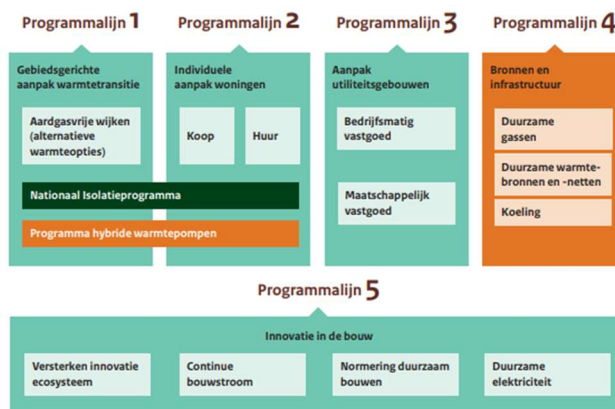 Programmalijn 1
Programmalijn 2
Programmalijn 3
Programmalijn 4
Gebiedsgerichte
aanpak warmtetransitie
Aardgasvrije wijken
(alternatieve
warmteopties)
Individuele
aanpak woningen
Koop
Huur
Nationaal Isolatieprogramma
Programma hybride warmtepompen
Aanpak
utiliteitsgebouwen
Bedrijfsmatig
vastgoed
Maatschappelijk
vastgoed
Bronnen en
infrastructuur
Duurzame
gassen
Duurzame warmte-
bronnen en -netten
Koeling
Programmalijn 5
Innovatie in de bouw
Versterken innovatie
ecosysteem
Continue
bouwstroom
Normering duurzaam
bouwen
Duurzame
elektriciteit